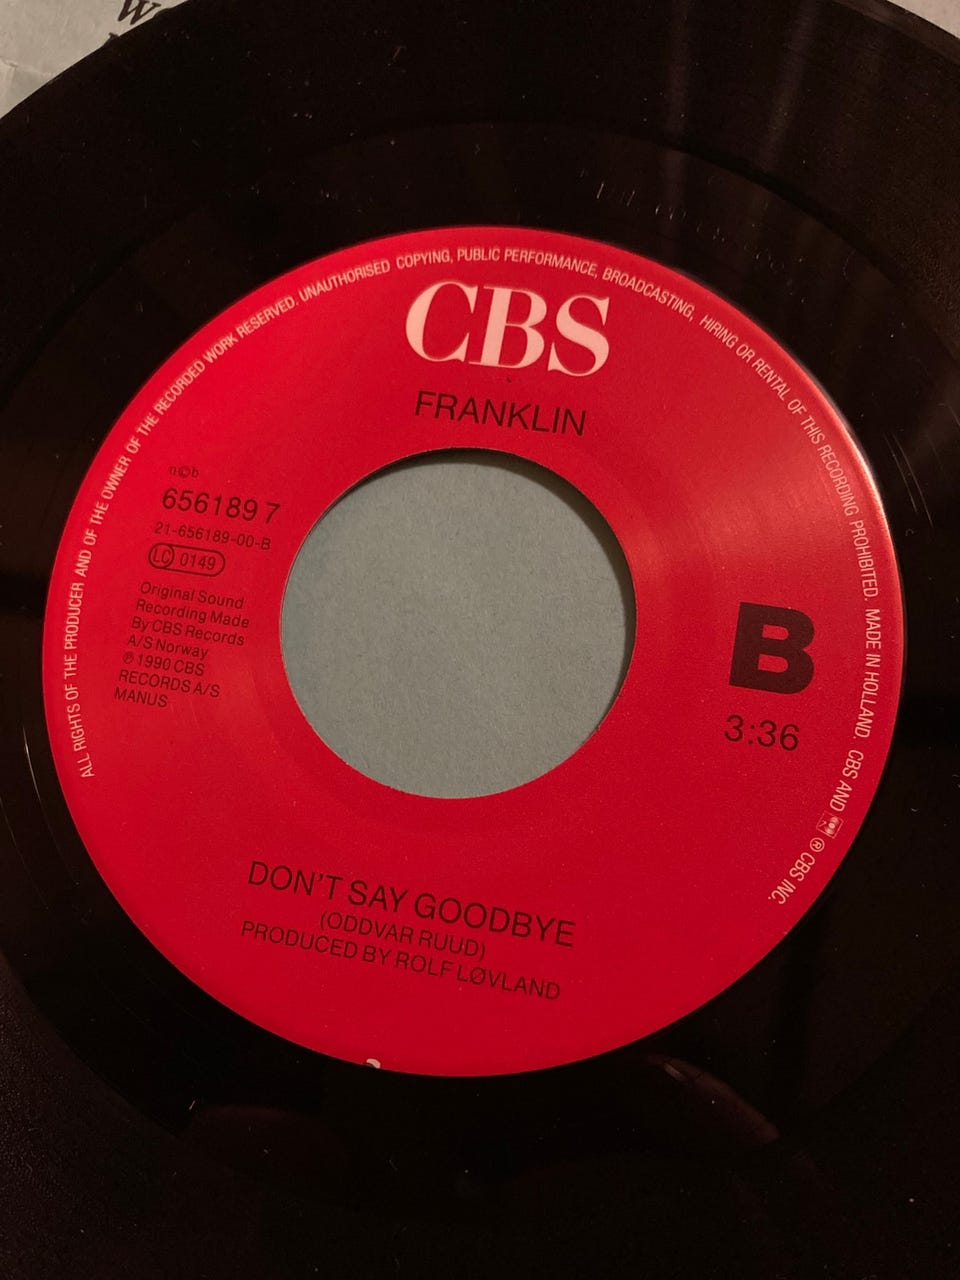 ALL RIGHTS OF THE PRODUCER AND OF THE OWNER OF THE RECORDED WORK RESERVED. UNAUTHORISED COPYING, PUBLIC PERFORMANCE, BROADCASTING, HIRING OR RENTAL OF THIS RECORDING PROHIBITED. MADE IN HOLLAND. CBS AND ® CBS INC.
CBS
FRANKLIN
n©b
656189 7
21-656189-00-B
LC 0149
Original Sound
Recording Made
By CBS Records
A/S Norway
℗ 1990 CBS
RECORDS A/S
MANUS
B
3:36
DON'T SAY GOODBYE
(ODDVAR RUUD)
PRODUCED BY ROLF LØVLAND